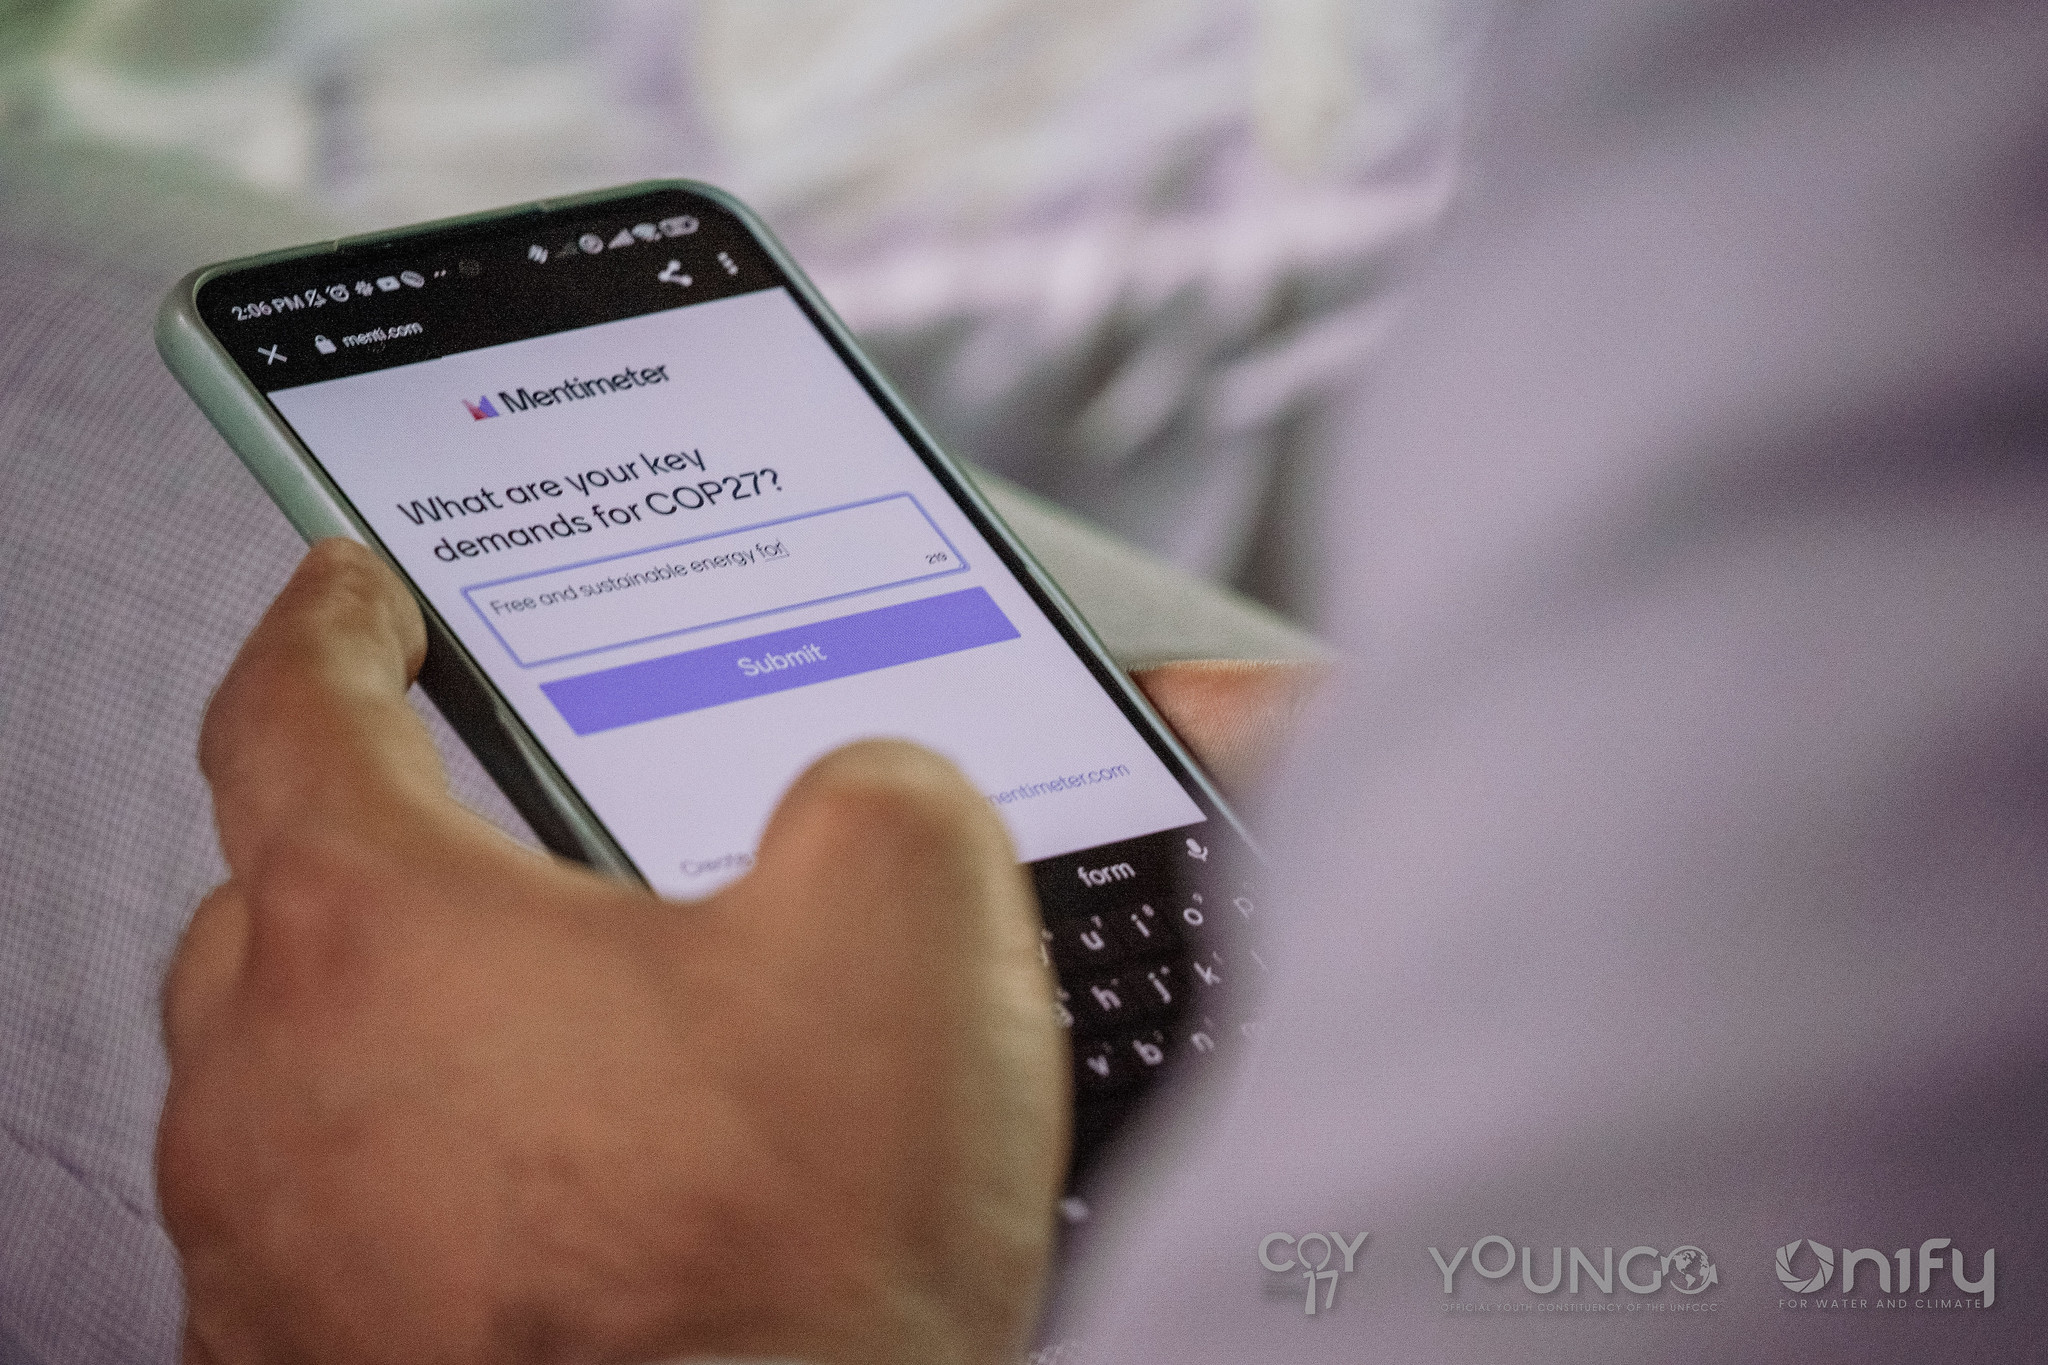 2:06 PM
menti.com
Mentimeter
What are your key
demands for COP27?
Free and sustainable energy for
219
Submit
mentimeter.com
Create
form
u i o p
h j k
v b n
COY
17
YOUNGO
OFFICIAL YOUTH CONSTITUENCY OF THE UNFCCC
On1fy
FOR WATER AND CLIMATE